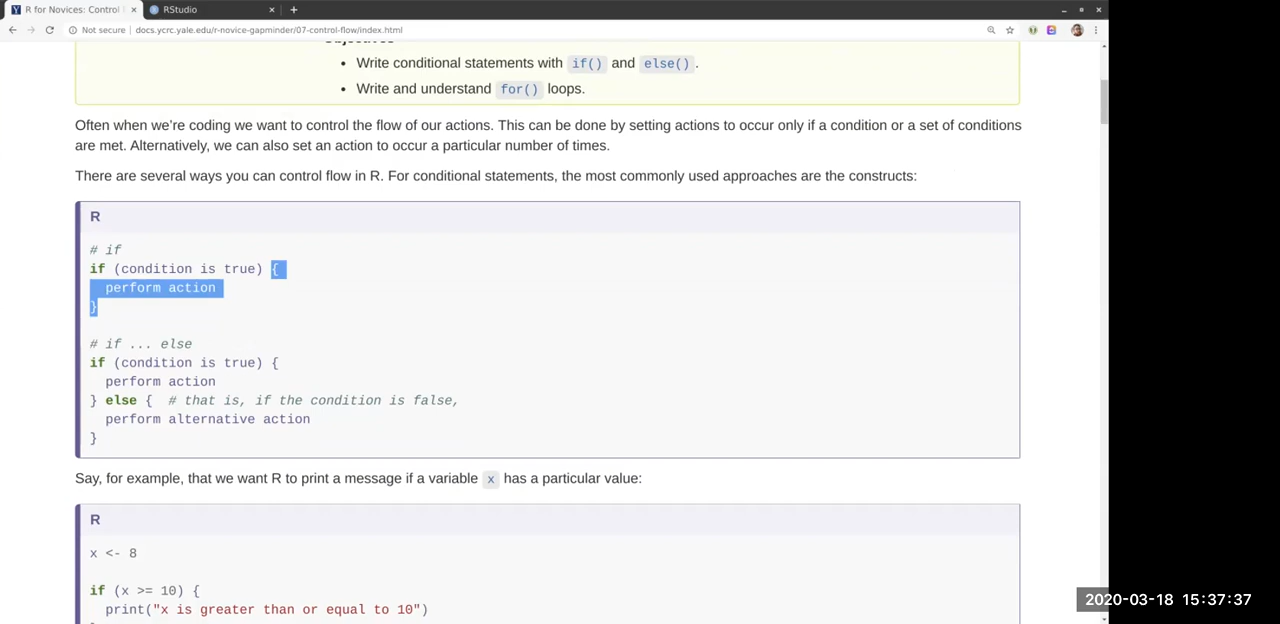 R for Novices: Control
RStudio
Not secure | docs.ycrc.yale.edu/r-novice-gapminder/07-control-flow/index.html
Objectives
• Write conditional statements with if() and else().
• Write and understand for() loops.
Often when we’re coding we want to control the flow of our actions. This can be done by setting actions to occur only if a condition or a set of conditions
are met. Alternatively, we can also set an action to occur a particular number of times.
There are several ways you can control flow in R. For conditional statements, the most commonly used approaches are the constructs:
R
# if
if (condition is true) {
perform action
}
# if ... else
if (condition is true) {
perform action
} else { # that is, if the condition is false,
perform alternative action
}
Say, for example, that we want R to print a message if a variable x has a particular value:
R
x <- 8
if (x >= 10) {
print("x is greater than or equal to 10")
2020-03-18 15:37:37